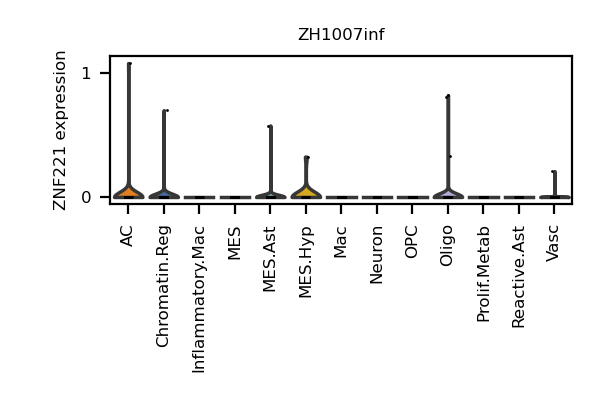 ZH1007inf
ZNF221 expression
1
0
AC
Chromatin.Reg
Inflammatory.Mac
MES
MES.Ast
MES.Hyp
Mac
Neuron
OPC
Oligo
Prolif.Metab
Reactive.Ast
Vasc